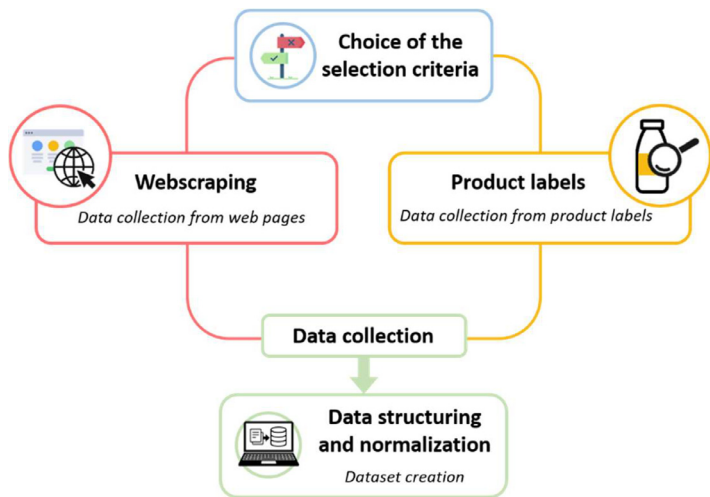 Choice of the
selection criteria
Webscraping
Data collection from web pages
Product labels
Data collection from product labels
Data collection
Data structuring
and normalization
Dataset creation